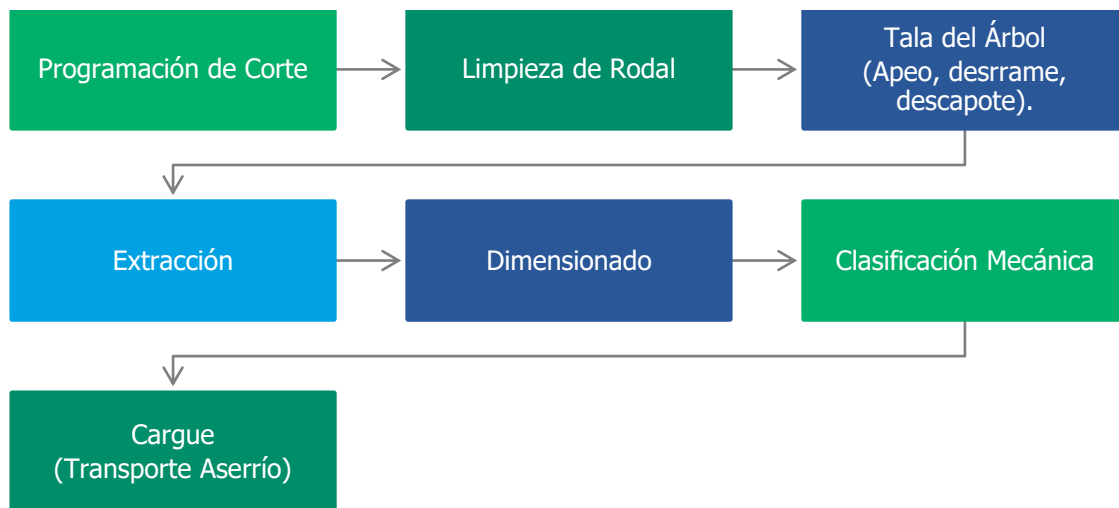 Programación de Corte
Limpieza de Rodal
Tala del Árbol
(Apeo, desrrame,
descapote).
Extracción
Dimensionado
Clasificación Mecánica
Cargue
(Transporte Aserrío)